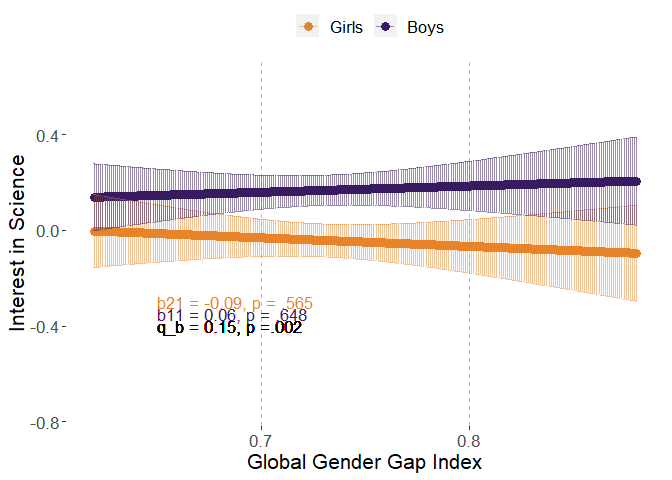 Girls Boys
Interest in Science
0.4
0.0
-0.4
-0.8
b21 = -0.09, p = .565
b11 = 0.06, p = .648
q_b = 0.15, p = .002
0.7 0.8
Global Gender Gap Index